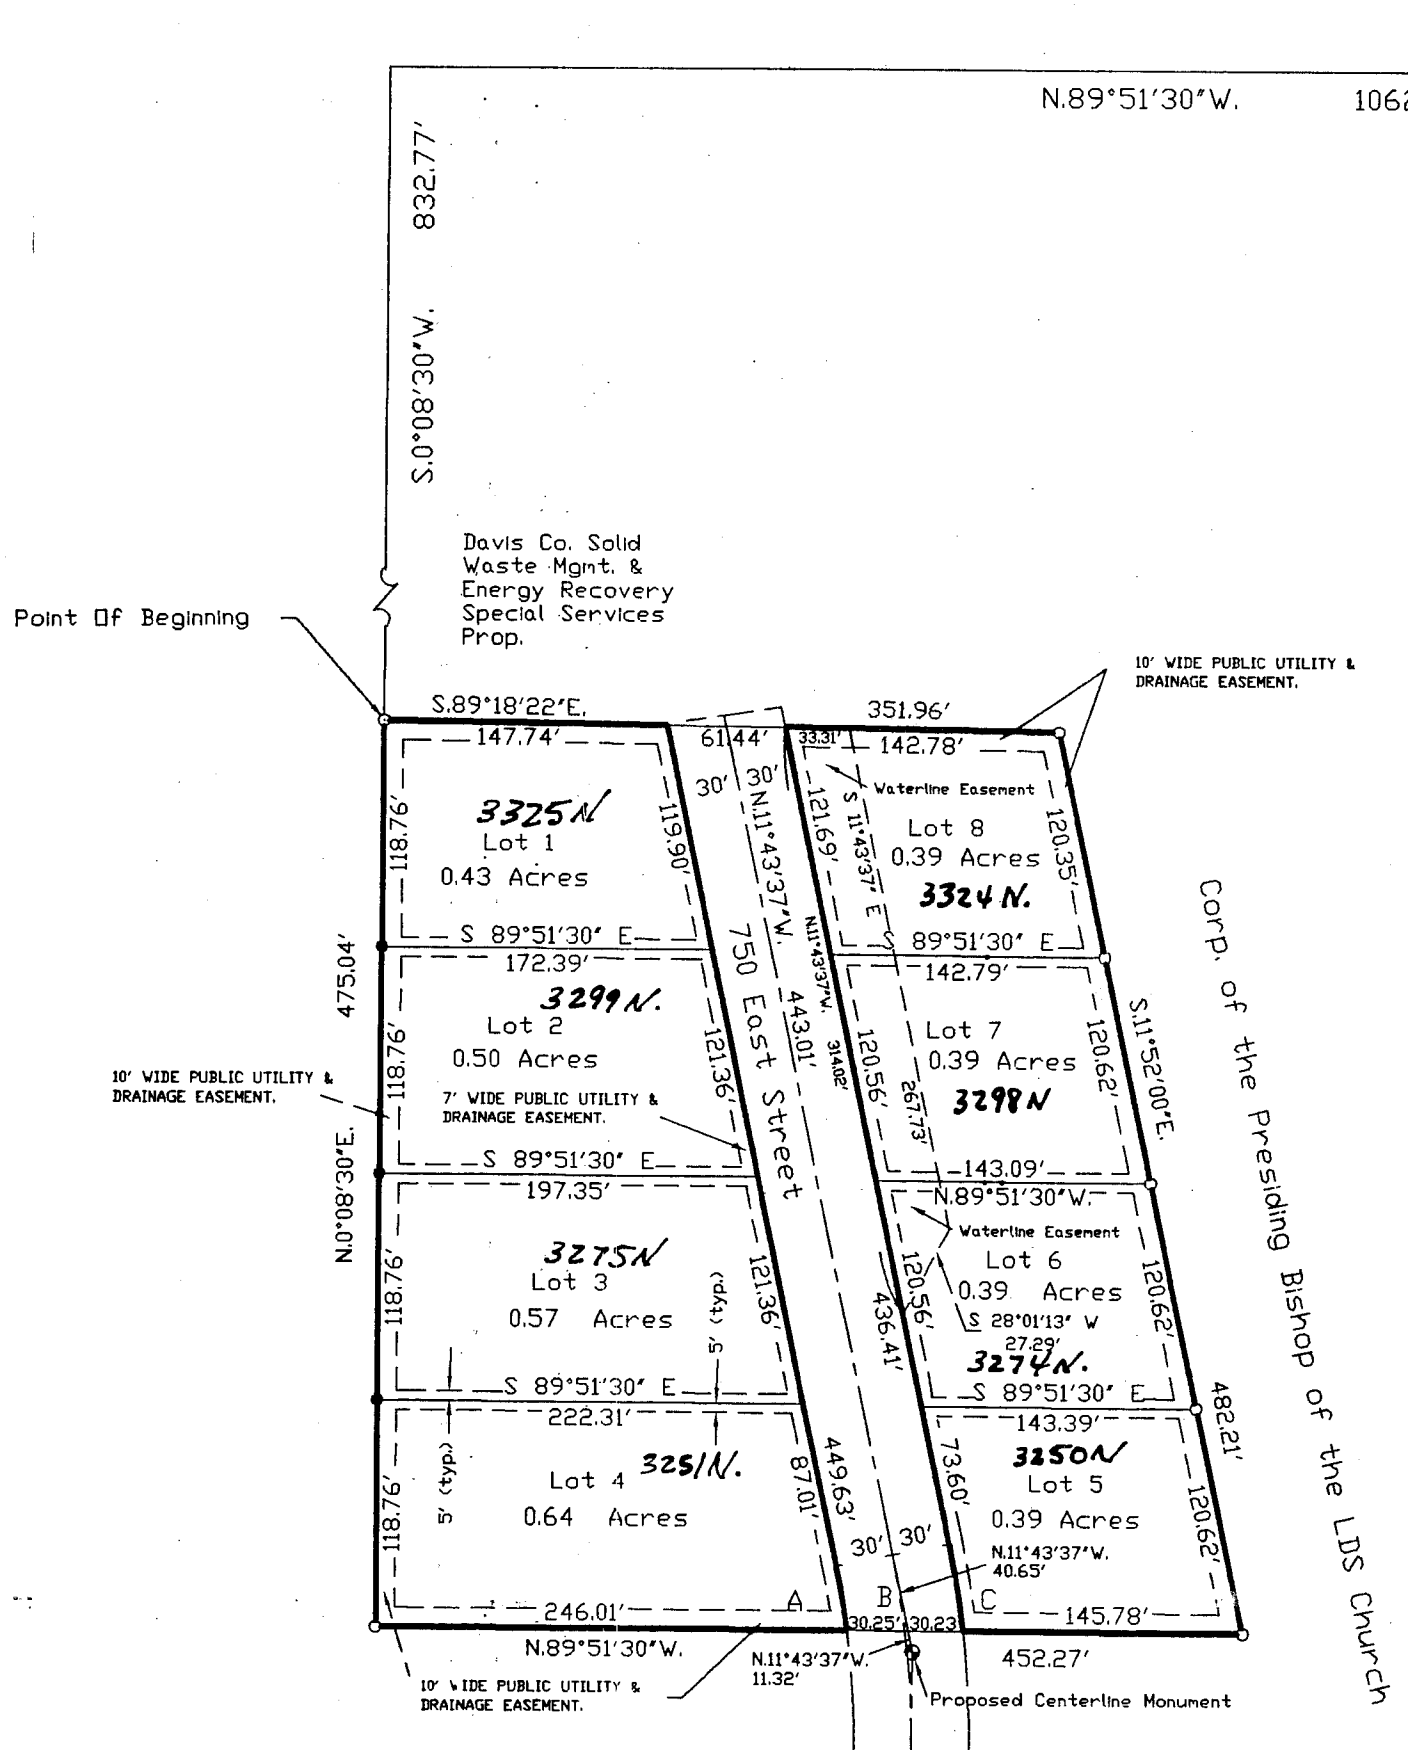 N.89°51'30"W.
832.77'
S.0°08'30"W.
Davis Co. Solid
Waste Mgmt. &
Energy Recovery
Special Services
Prop.
Point Of Beginning
10' WIDE PUBLIC UTILITY &
DRAINAGE EASEMENT.
S.89°18'22"E.
351.96'
147.74'
61.44'
33.31'
142.78'
30' 30'
Waterline Easement
118.76'
3325N
Lot 1
0.43 Acres
119.90'
N.11°43'37"W.
121.69'
S 11°43'37" E
Lot 8
0.39 Acres
3324 N.
120.35'
S 89°51'30" E
S 89°51'30" E
475.04'
N.0°08'30"E.
172.39'
3299 N.
Lot 2
0.50 Acres
118.76'
121.36'
750 East Street
443.01'
N.11°43'37"W.
314.02'
142.79'
Lot 7
0.39 Acres
3298N
120.56'
267.73'
120.62'
S.11°52'00"E.
Corp. of the Presiding Bishop of the LDS Church
10' WIDE PUBLIC UTILITY &
DRAINAGE EASEMENT.
7' WIDE PUBLIC UTILITY &
DRAINAGE EASEMENT.
S 89°51'30" E
197.35'
143.09'
N.89°51'30"W.
Waterline Easement
3275N
Lot 3
0.57 Acres
118.76'
121.36'
5' (typ.)
Lot 6
0.39 Acres
S 28°01'13" W
27.29'
3274N.
120.56'
436.41'
120.62'
S 89°51'30" E
S 89°51'30" E
222.31'
143.39'
482.21'
3251N.
Lot 4
0.64 Acres
118.76'
5' (typ.)
87.01'
449.63'
3250N
Lot 5
0.39 Acres
73.60'
120.62'
30' 30'
N.11°43'37"W.
40.65'
A
B
C
246.01'
30.25'
30.23'
145.78'
N.89°51'30"W.
N.11°43'37"W.
11.32'
452.27'
10' WIDE PUBLIC UTILITY &
DRAINAGE EASEMENT.
Proposed Centerline Monument